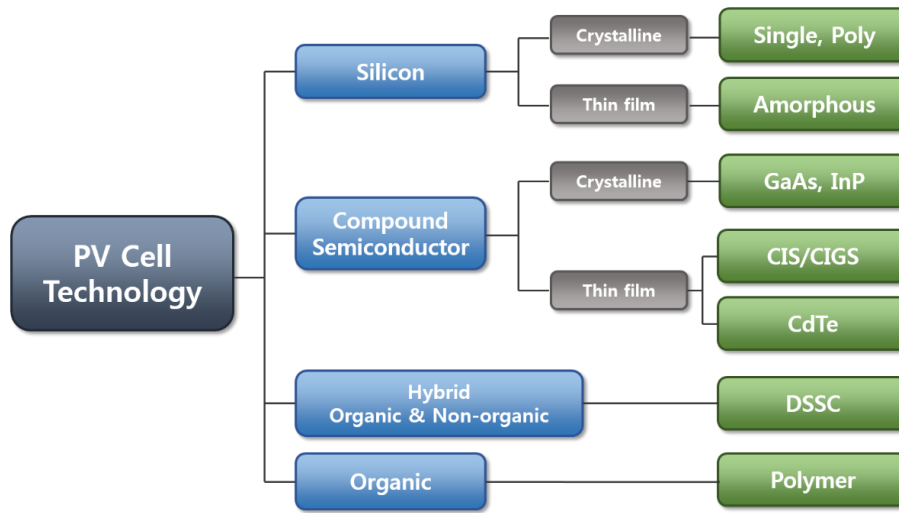 PV Cell
Technology
Silicon
Crystalline
Single, Poly
Thin film
Amorphous
Compound
Semiconductor
Crystalline
GaAs, InP
Thin film
CIS/CIGS
CdTe
Hybrid
Organic & Non-organic
DSSC
Organic
Polymer